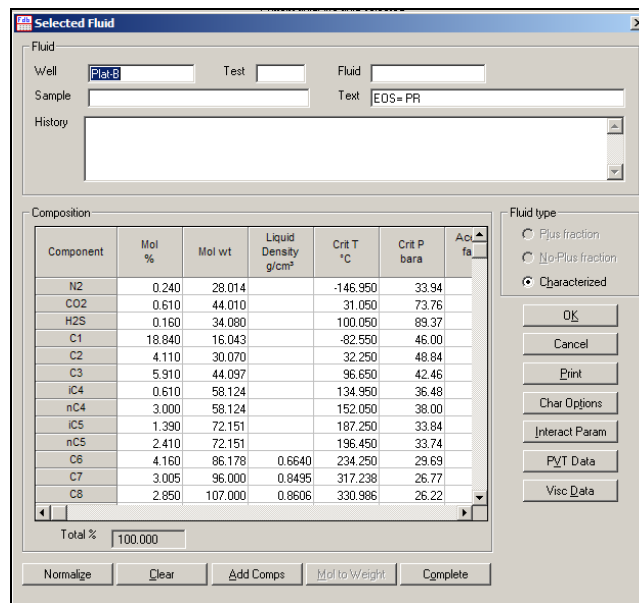 Selected Fluid
Fluid
Well Plat-B Test Fluid
Sample Text EOS= PR
History
Composition
Component Mol % Mol wt Liquid Density g/cm³ Crit T °C Crit P bara
N2 0.240 28.014 -146.950 33.94
CO2 0.610 44.010 31.050 73.76
H2S 0.160 34.080 100.050 89.37
C1 18.840 16.043 -82.550 46.00
C2 4.110 30.070 32.250 48.84
C3 5.910 44.097 96.650 42.46
iC4 0.610 58.124 134.950 36.48
nC4 3.000 58.124 152.050 38.00
iC5 1.390 72.151 187.250 33.84
nC5 2.410 72.151 196.450 33.74
C6 4.160 86.178 0.6640 234.250 29.69
C7 3.005 96.000 0.8495 317.238 26.77
C8 2.850 107.000 0.8606 330.986 26.22
Total % 100.000
Normalize Clear Add Comps Mol to Weight Complete
Fluid type
Plus fraction
No-Plus fraction
Characterized
OK
Cancel
Print
Char Options
Interact Param
PVT Data
Visc Data